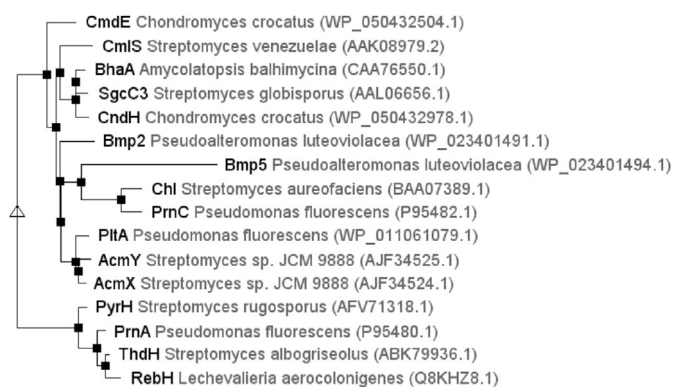 CmdE Chondromyces crocatus (WP_050432504.1)
CmlS Streptomyces venezuelae (AAK08979.2)
BhaA Amycolatopsis balhimycina (CAA76550.1)
SgcC3 Streptomyces globisporus (AAL06656.1)
CndH Chondromyces crocatus (WP_050432978.1)
Bmp2 Pseudoalteromonas luteoviolacea (WP_023401491.1)
Bmp5 Pseudoalteromonas luteoviolacea (WP_023401494.1)
Chl Streptomyces aureofaciens (BAA07389.1)
PrnC Pseudomonas fluorescens (P95482.1)
PltA Pseudomonas fluorescens (WP_011061079.1)
AcmY Streptomyces sp. JCM 9888 (AJF34525.1)
AcmX Streptomyces sp. JCM 9888 (AJF34524.1)
PyrH Streptomyces rugosporus (AFV71318.1)
PrnA Pseudomonas fluorescens (P95480.1)
ThdH Streptomyces albogriseolus (ABK79936.1)
RebH Lechevalieria aerocolonigenes (Q8KHZ8.1)